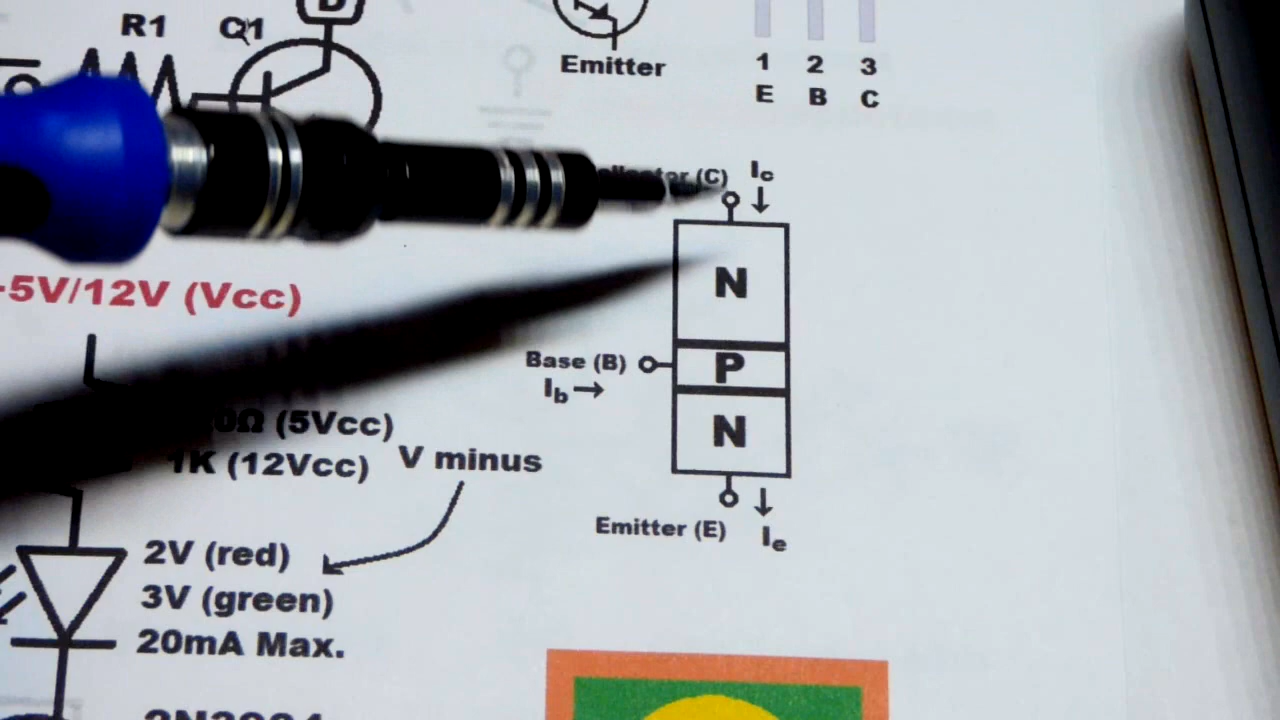 R1
Q1
Emitter
1 2 3
E B C
(C)
Ic
N
-5V/12V (Vcc)
Base (B)
P
Ib
(5Vcc)
N
1K (12Vcc)
V minus
Emitter (E)
Ie
2V (red)
3V (green)
20mA Max.